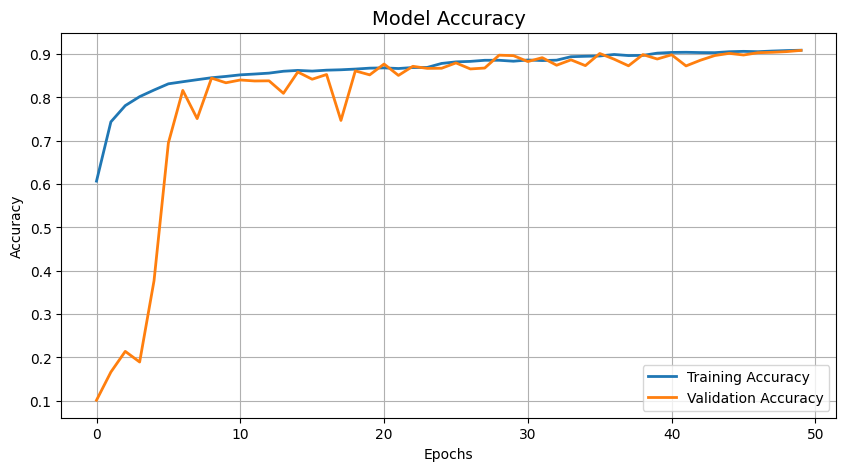 Model Accuracy
Accuracy
0.9
0.8
0.7
0.6
0.5
0.4
0.3
0.2
0.1
0 10 20 30 40 50
Epochs
Training Accuracy
Validation Accuracy